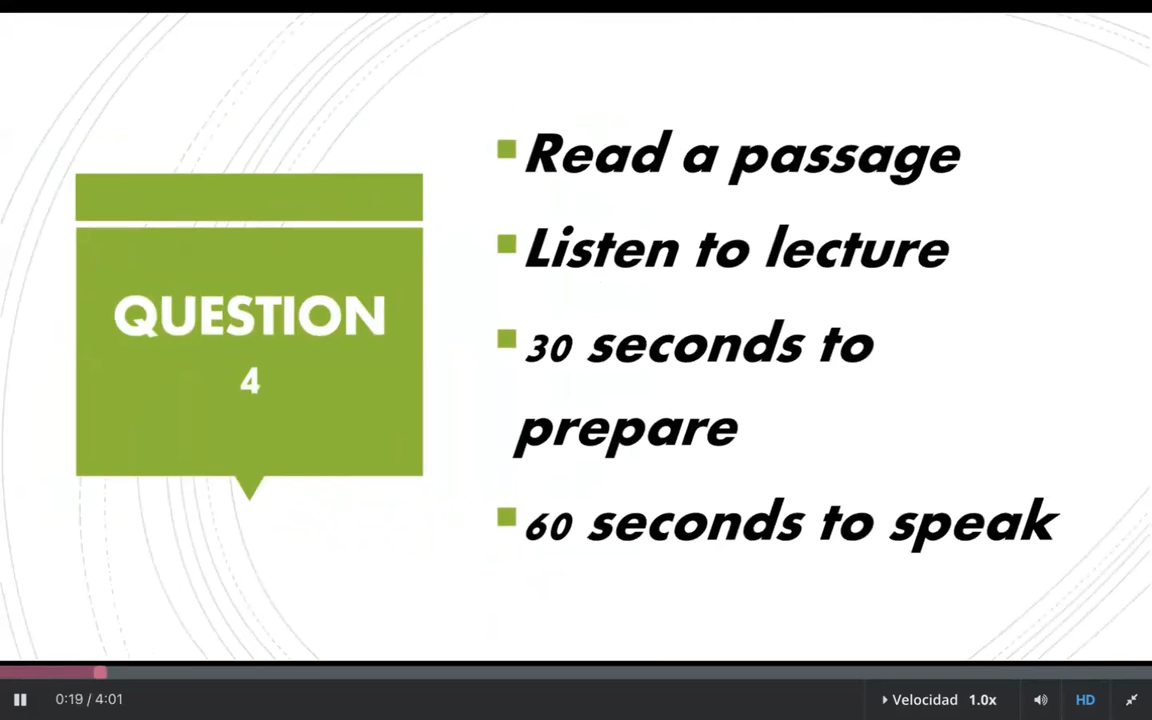 QUESTION
4
Read a passage
Listen to lecture
30 seconds to
prepare
60 seconds to speak
0:19 / 4:01
Velocidad 1.0x
HD